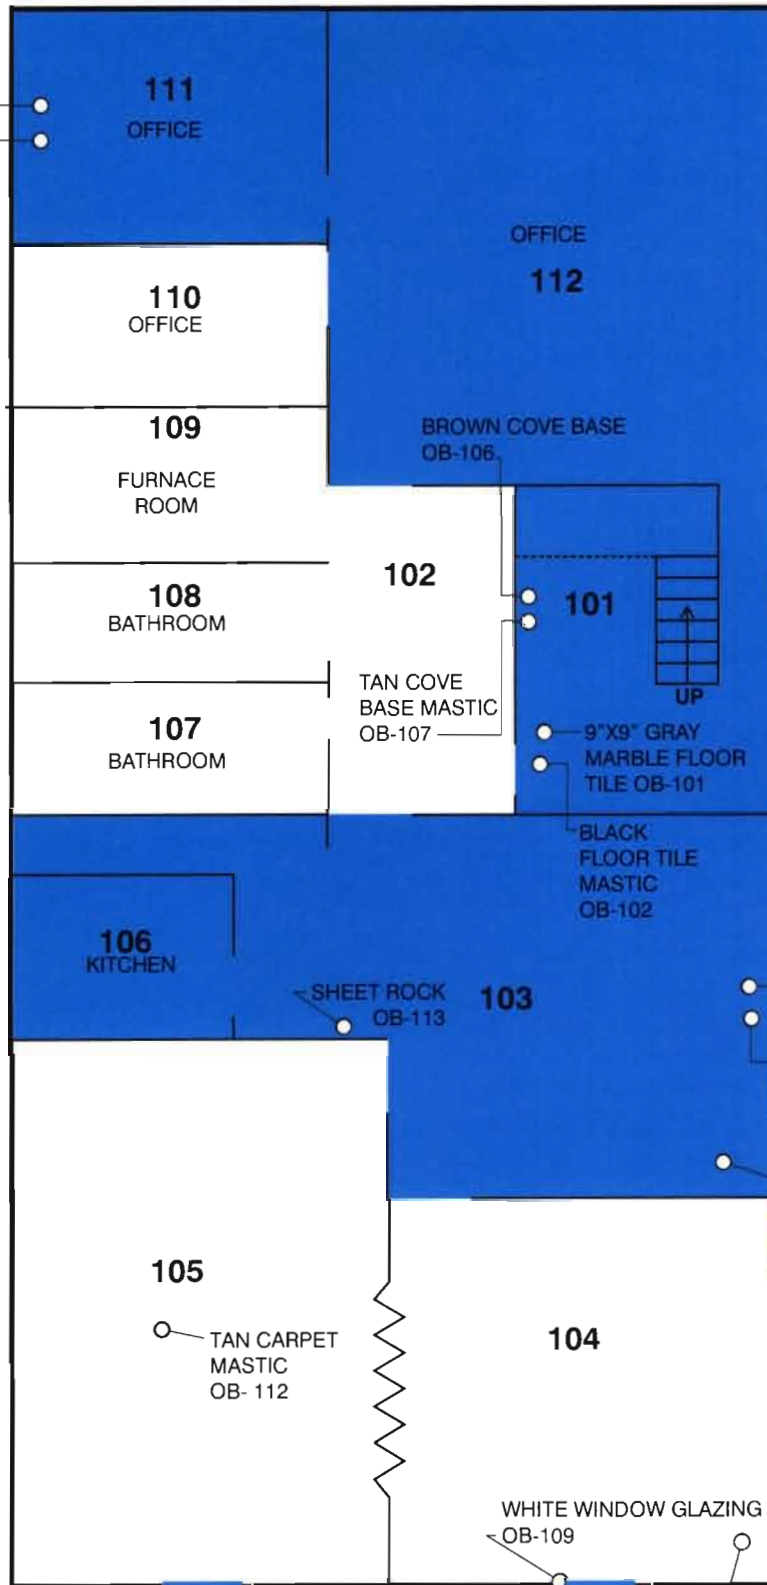 111
OFFICE
OFFICE
112
110
OFFICE
109
FURNACE
ROOM
BROWN COVE BASE
OB-106
102
108
BATHROOM
101
UP
TAN COVE
BASE MASTIC
OB-107
107
BATHROOM
9"X9" GRAY
MARBLE FLOOR
TILE OB-101
BLACK
FLOOR TILE
MASTIC
OB-102
106
KITCHEN
SHEET ROCK
OB-113
103
105
TAN CARPET
MASTIC
OB- 112
104
WHITE WINDOW GLAZING
OB-109